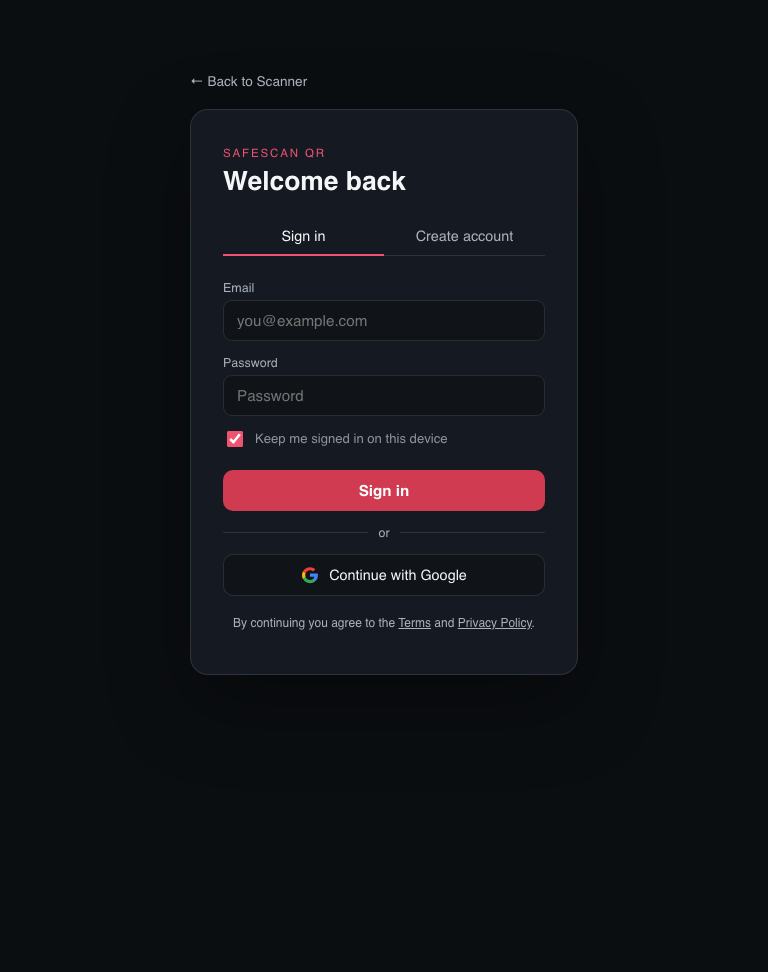 ← Back to Scanner
SAFESCAN QR
Welcome back
Sign in
Create account
Email
you@example.com
Password
Password
Keep me signed in on this device
Sign in
or
Continue with Google
By continuing you agree to the Terms and Privacy Policy.